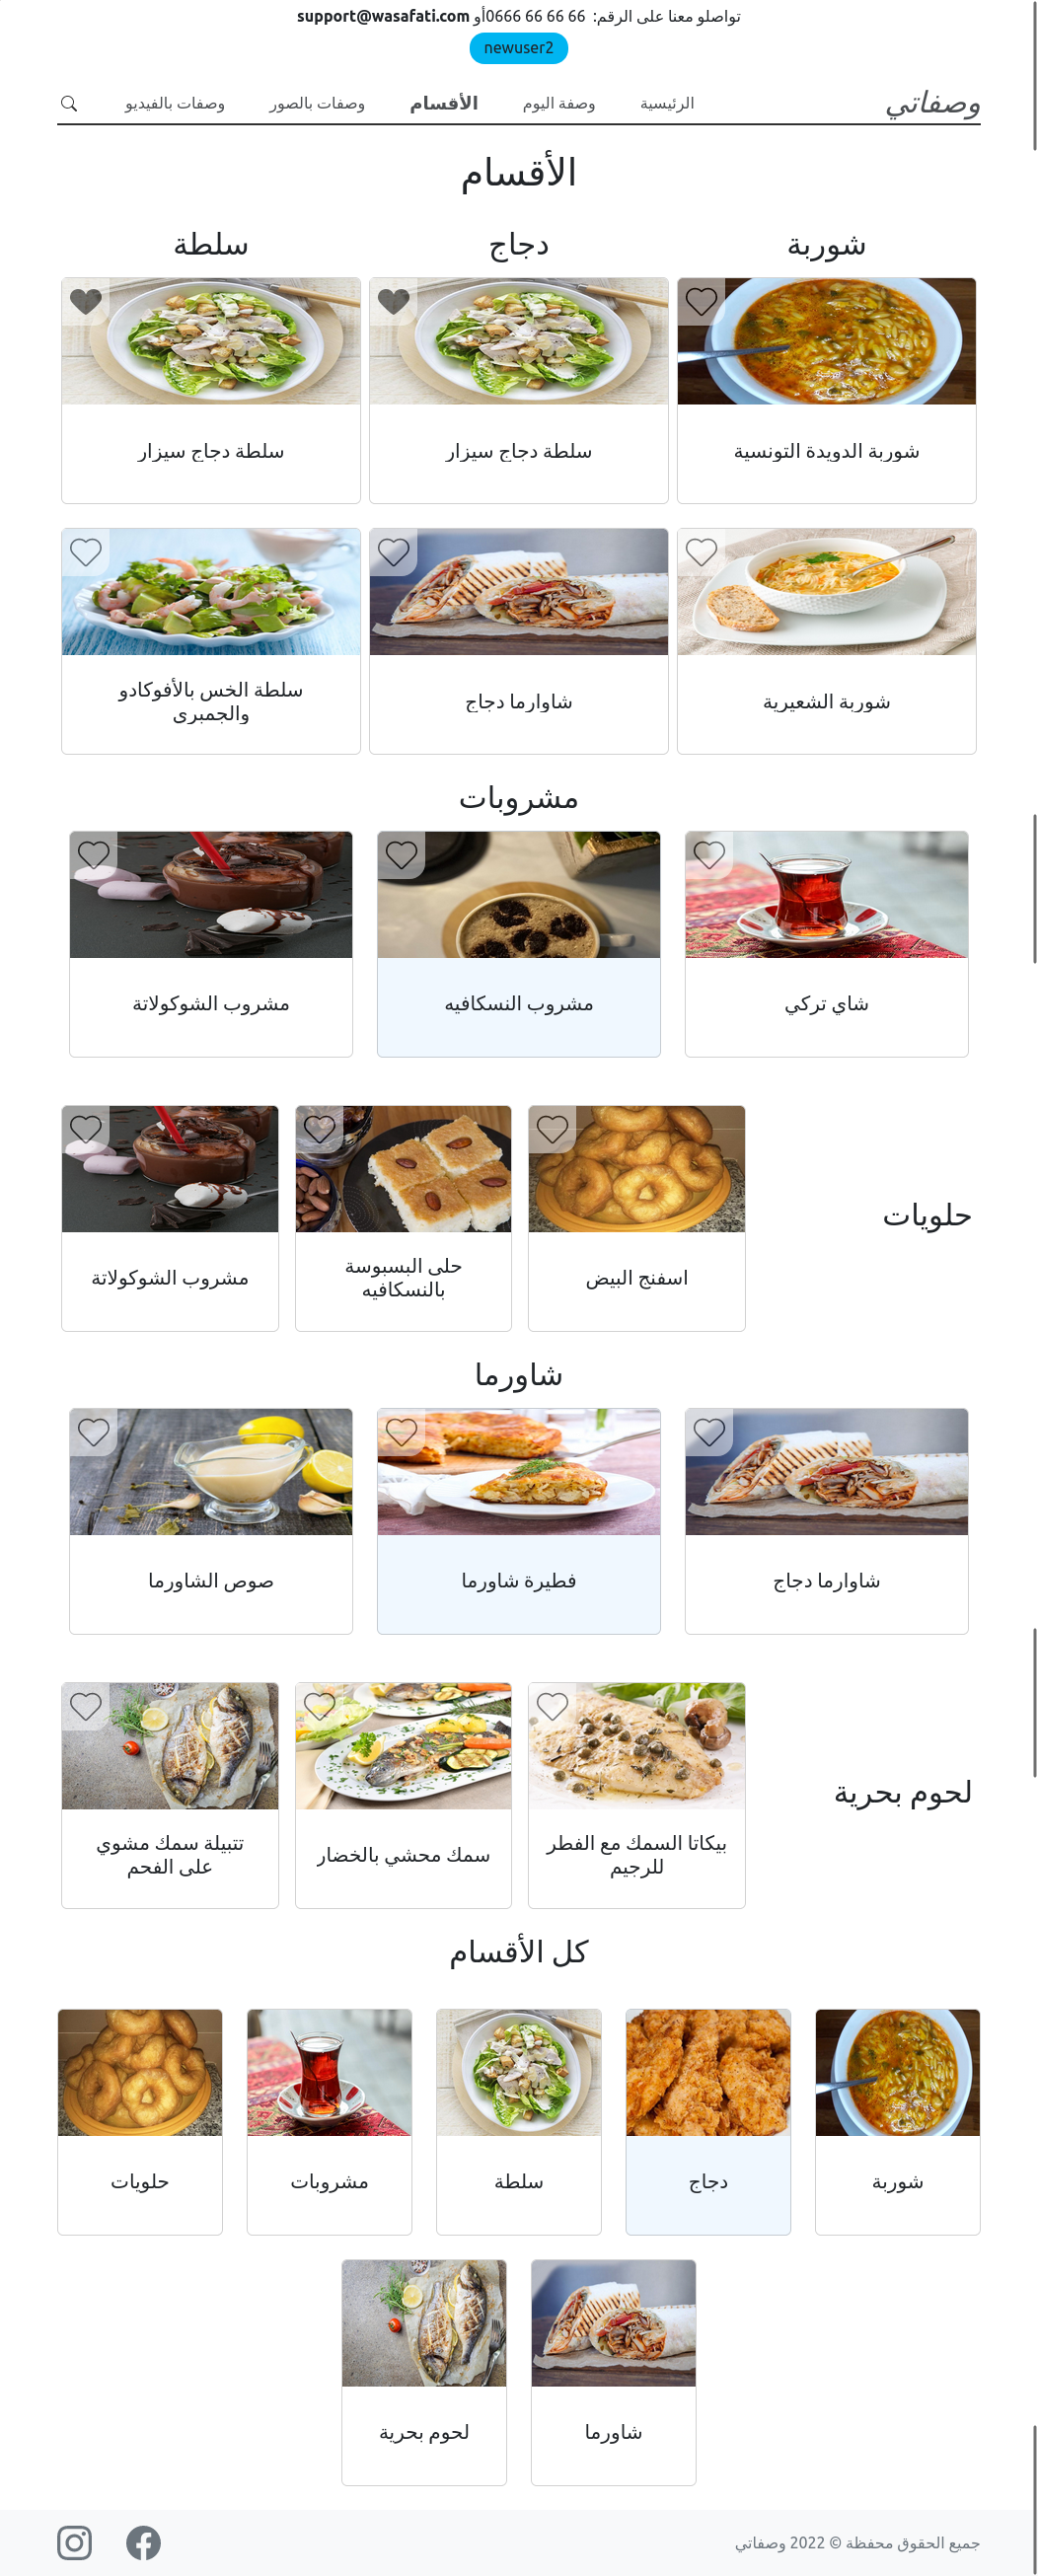 تواصلو معنا على الرقم: 66 66 66 0666أو support@wasafati.com
newuser2
وصفاتي
الرئيسية
وصفة اليوم
الأقسام
وصفات بالصور
وصفات بالفيديو
الأقسام
شوربة
دجاج
سلطة
شوربة الدويدة التونسية
سلطة دجاج سيزار
سلطة دجاج سيزار
شوربة الشعيرية
شاوارما دجاج
سلطة الخس بالأفوكادو
والجمبري
مشروبات
شاي تركي
مشروب النسكافيه
مشروب الشوكولاتة
حلويات
اسفنج البيض
حلى البسبوسة
بالنسكافيه
مشروب الشوكولاتة
شاورما
شاوارما دجاج
فطيرة شاورما
صوص الشاورما
لحوم بحرية
بيكاتا السمك مع الفطر
للرجيم
سمك محشي بالخضار
تتبيلة سمك مشوي
على الفحم
كل الأقسام
شوربة
دجاج
سلطة
مشروبات
حلويات
شاورما
لحوم بحرية
جميع الحقوق محفظة © 2022 وصفاتي